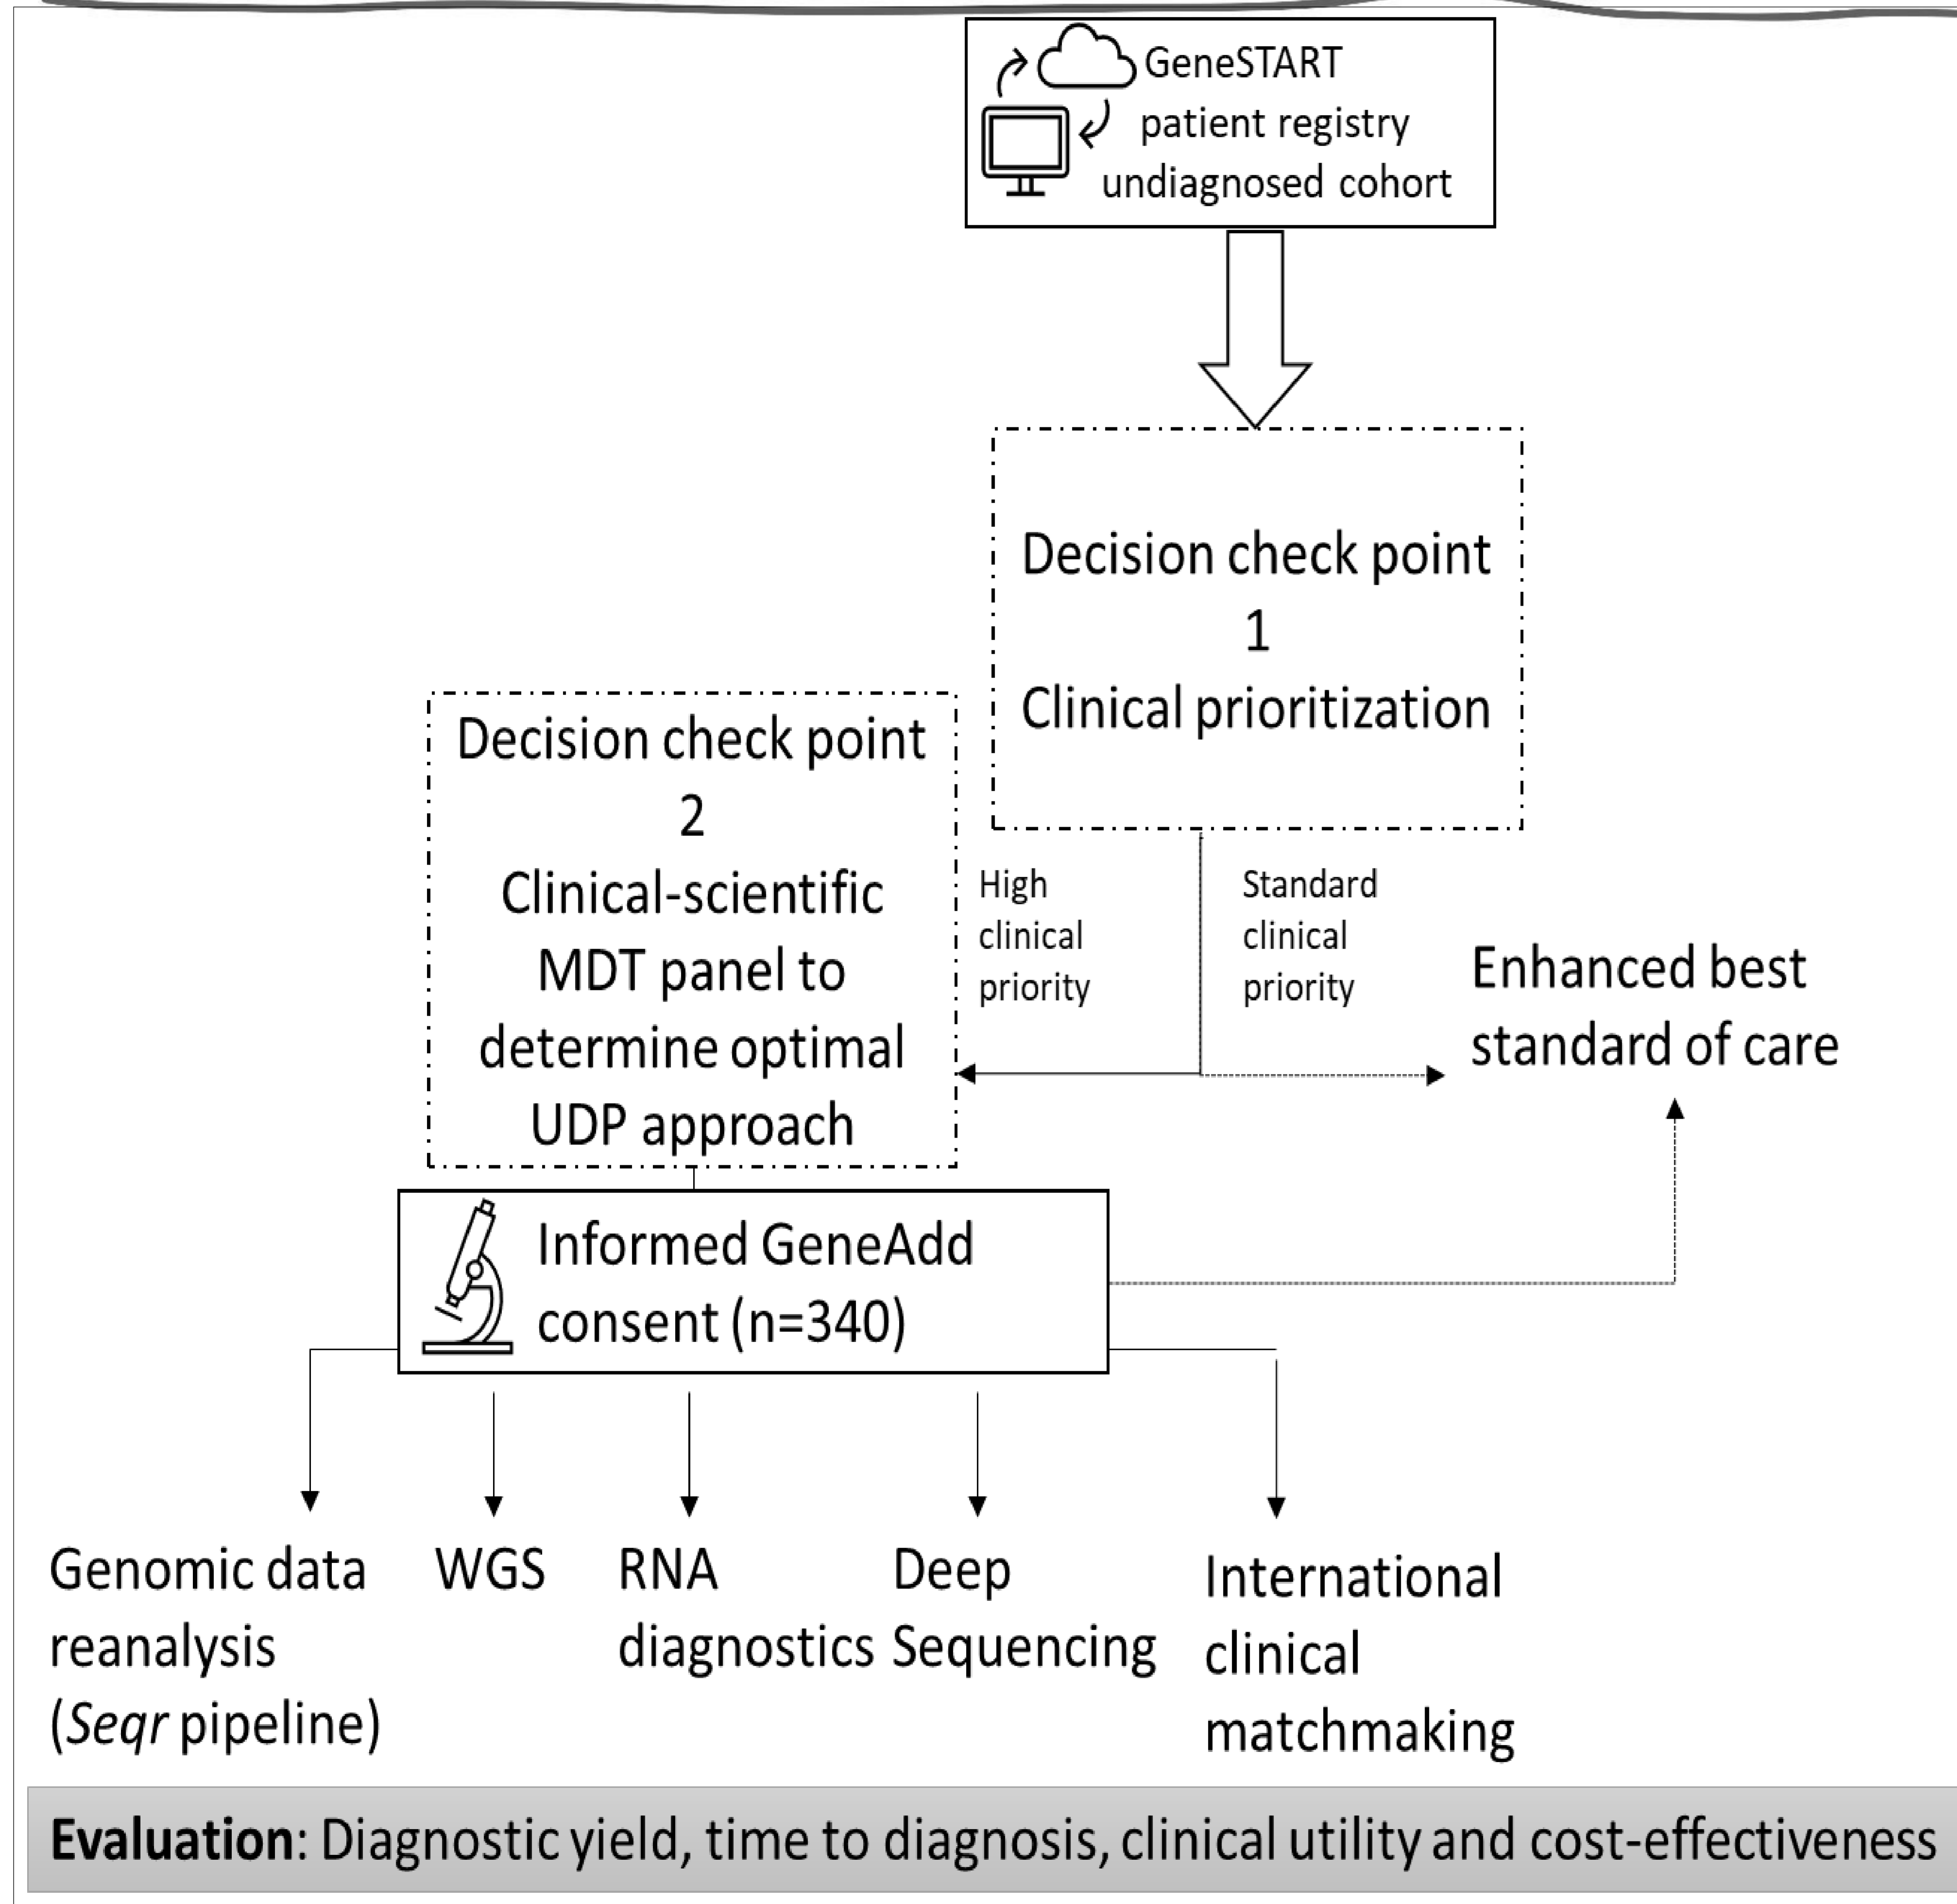 GeneSTART
patient registry
undiagnosed cohort
Decision check point
1
Clinical prioritization
Decision check point
2
Clinical-scientific
MDT panel to
determine optimal
UDP approach
High
clinical
priority
Standard
clinical
priority
Enhanced best
standard of care
Informed GeneAdd
consent (n=340)
Genomic data
reanalysis
(Seqr pipeline)
WGS
RNA
diagnostics
Deep
Sequencing
International
clinical
matchmaking
Evaluation: Diagnostic yield, time to diagnosis, clinical utility and cost-effectiveness